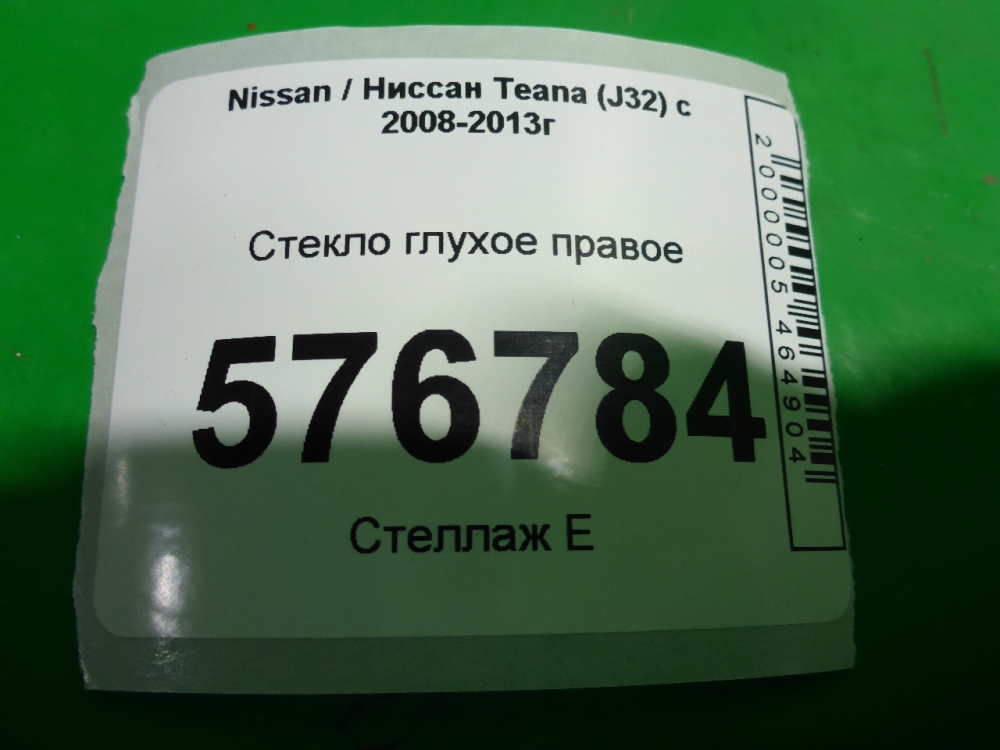 Nissan / Ниссан Teana (J32) с
2008-2013г
Стекло глухое правое
576784
Стеллаж Е
2000005464904